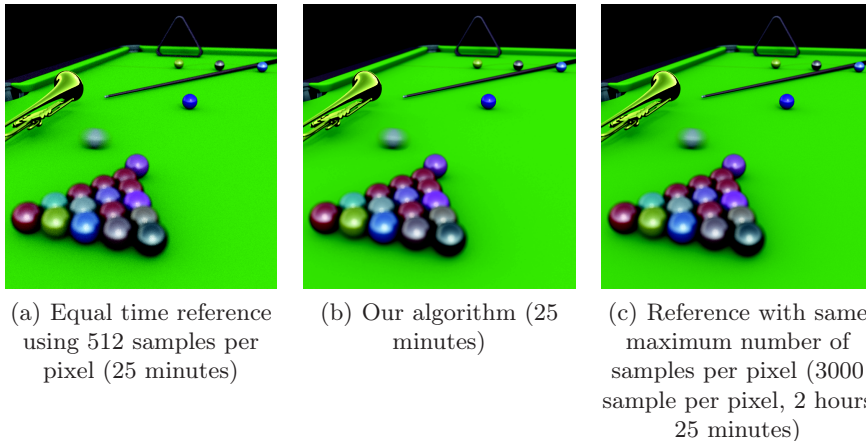 (a) Equal time reference
using 512 samples per
pixel (25 minutes)
(b) Our algorithm (25
minutes)
(c) Reference with same
maximum number of
samples per pixel (3000
sample per pixel, 2 hours
25 minutes)